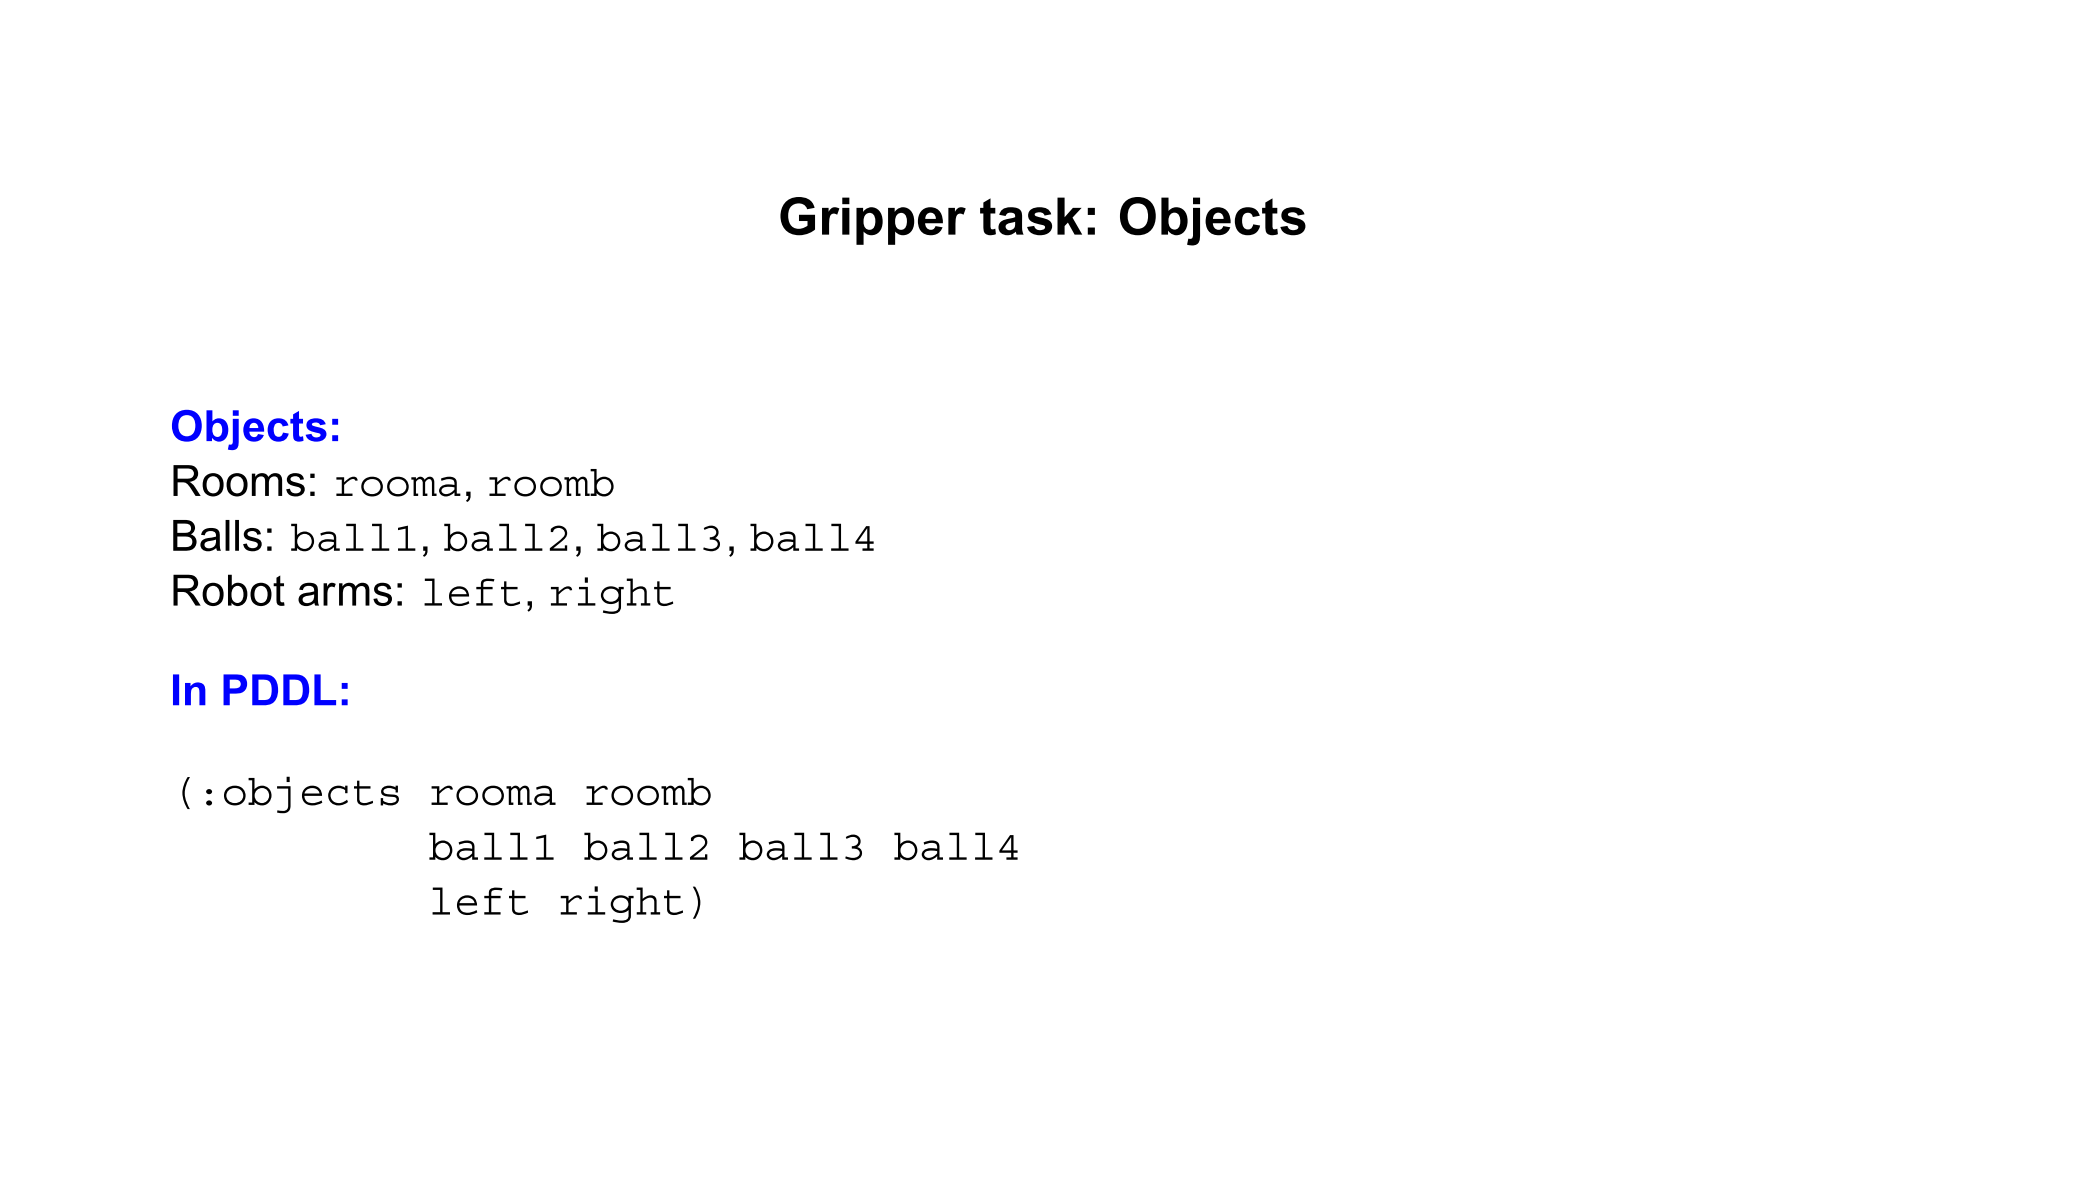 Gripper task: Objects
Objects:
Rooms: rooma, roomb
Balls: ball1, ball2, ball3, ball4
Robot arms: left, right
In PDDL:
(:objects rooma roomb
ball1 ball2 ball3 ball4
left right)